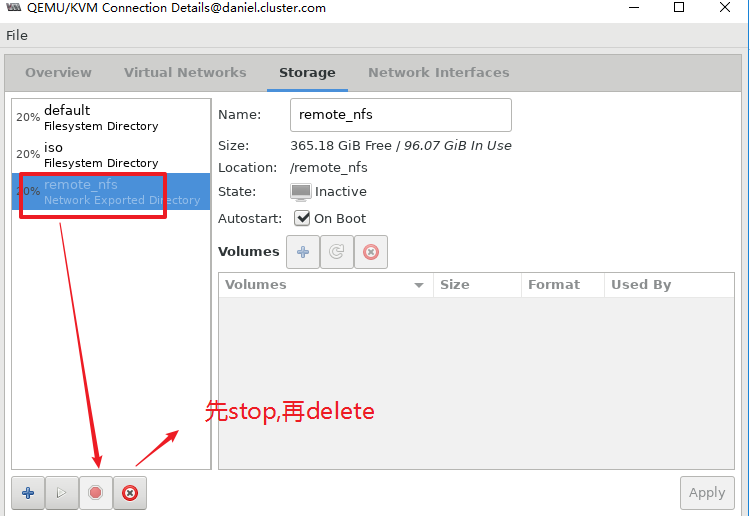 QEMU/KVM Connection Details@daniel.cluster.com
File
Overview Virtual Networks Storage Network Interfaces
20% default
Filesystem Directory
20% iso
Filesystem Directory
20% remote_nfs
Network Exported Directory
Name: remote_nfs
Size: 365.18 GiB Free / 96.07 GiB In Use
Location: /remote_nfs
State: Inactive
Autostart: On Boot
Volumes
Volumes Size Format Used By
先stop,再delete
Apply